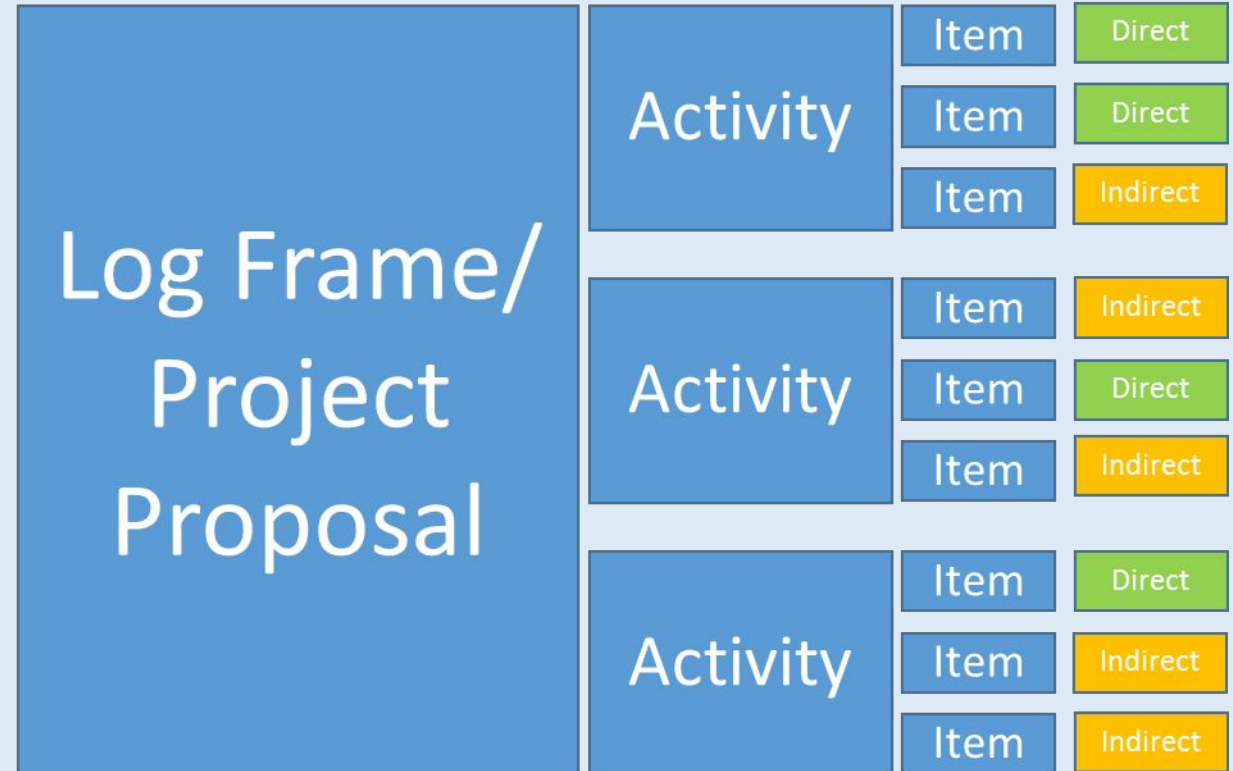 Log Frame/
Project
Proposal
Activity
Item
Direct
Item
Direct
Item
Indirect
Activity
Item
Indirect
Item
Direct
Item
Indirect
Activity
Item
Direct
Item
Indirect
Item
Indirect